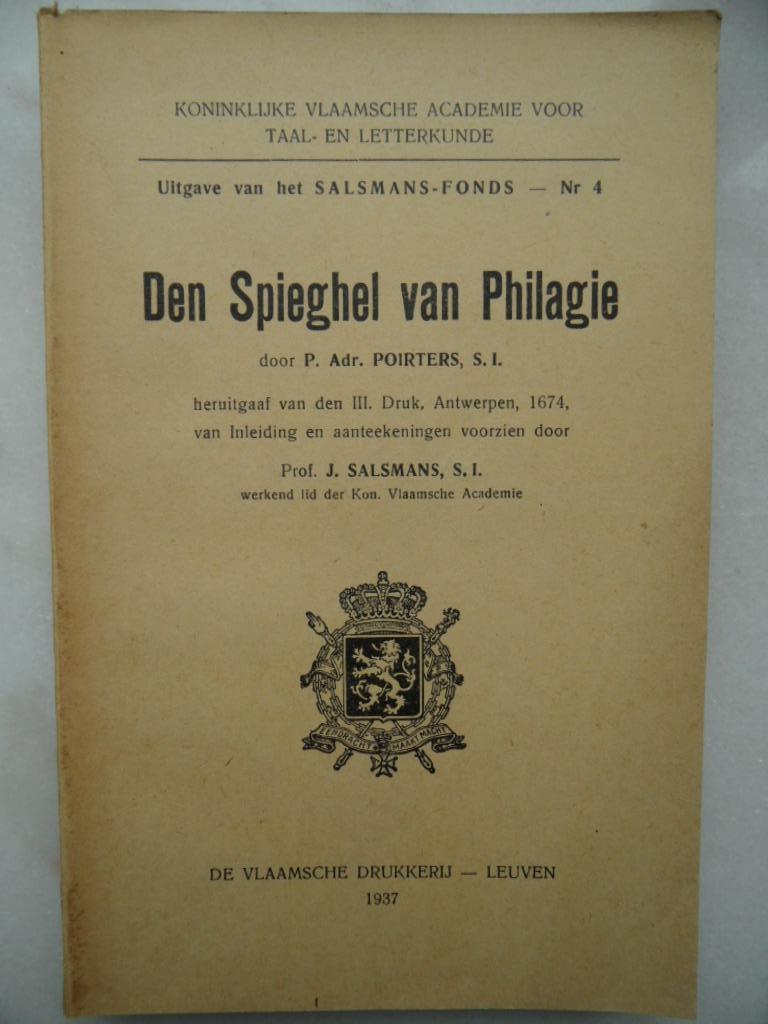 KONINKLIJKE VLAAMSCHE ACADEMIE VOOR
TAAL- EN LETTERKUNDE
Uitgave van het SALSMANS-FONDS — Nr 4
Den Spieghel van Philagie
door P. Adr. POIRTERS, S. I.
heruitgaaf van den III. Druk, Antwerpen, 1674,
van Inleiding en aanteekeningen voorzien door
Prof. J. SALSMANS, S. I.
werkend lid der Kon. Vlaamsche Academie
EENDRACHT MAAKT MACHT
DE VLAAMSCHE DRUKKERIJ — LEUVEN
1937